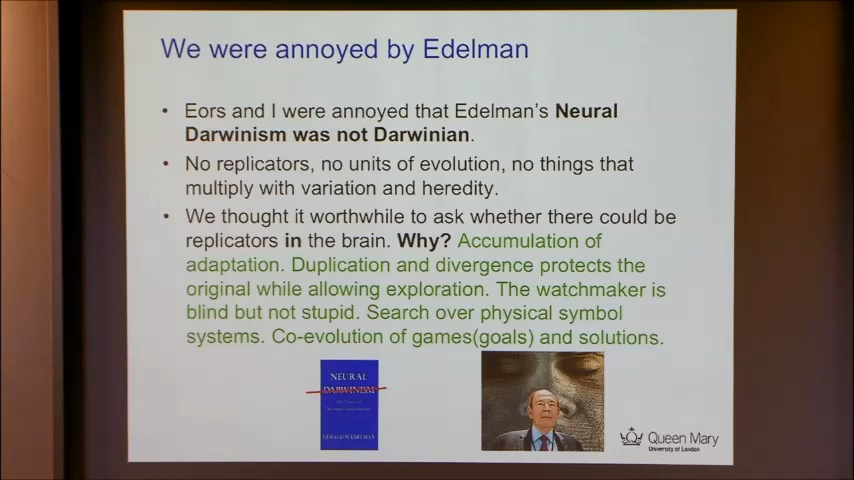 We were annoyed by Edelman
• Eors and I were annoyed that Edelman's Neural
Darwinism was not Darwinian.
• No replicators, no units of evolution, no things that
multiply with variation and heredity.
• We thought it worthwhile to ask whether there could be
replicators in the brain. Why? Accumulation of
adaptation. Duplication and divergence protects the
original while allowing exploration. The watchmaker is
blind but not stupid. Search over physical symbol
systems. Co-evolution of games(goals) and solutions.
NEURAL
DARWINISM
GERALD M. EDELMAN
Queen Mary
University of London